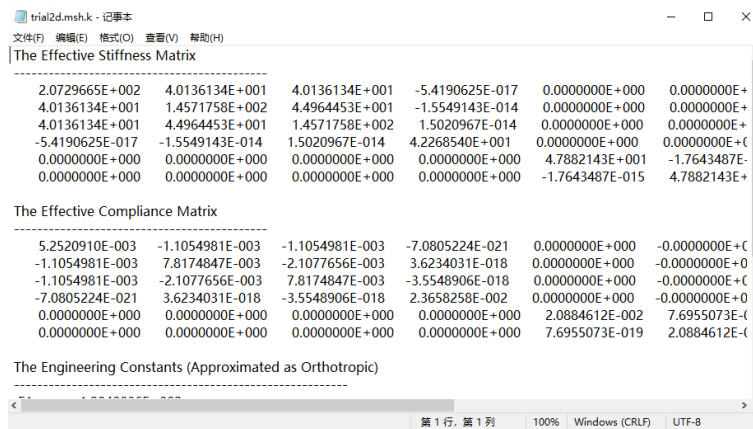 trial2d.msh.k - 记事本
文件(F) 编辑(E) 格式(O) 查看(V) 帮助(H)
The Effective Stiffness Matrix
--------------------------------------------
2.0729665E+002 4.0136134E+001 4.0136134E+001 -5.4190625E-017 0.0000000E+000 0.0000000E+
4.0136134E+001 1.4571758E+002 4.4964453E+001 -1.5549143E-014 0.0000000E+000 0.0000000E+
4.0136134E+001 4.4964453E+001 1.4571758E+002 1.5020967E-014 0.0000000E+000 0.0000000E+
-5.4190625E-017 -1.5549143E-014 1.5020967E-014 4.2268540E+001 0.0000000E+000 0.0000000E+0
0.0000000E+000 0.0000000E+000 0.0000000E+000 0.0000000E+000 4.7882143E+001 -1.7643487E-
0.0000000E+000 0.0000000E+000 0.0000000E+000 0.0000000E+000 -1.7643487E-015 4.7882143E+
The Effective Compliance Matrix
--------------------------------------------
5.2520910E-003 -1.1054981E-003 -1.1054981E-003 -7.0805224E-021 0.0000000E+000 -0.0000000E+0
-1.1054981E-003 7.8174847E-003 -2.1077656E-003 3.6234031E-018 0.0000000E+000 -0.0000000E+0
-1.1054981E-003 -2.1077656E-003 7.8174847E-003 -3.5548906E-018 0.0000000E+000 -0.0000000E+0
-7.0805224E-021 3.6234031E-018 -3.5548906E-018 2.3658258E-002 0.0000000E+000 -0.0000000E+0
0.0000000E+000 0.0000000E+000 0.0000000E+000 0.0000000E+000 2.0884612E-002 7.6955073E-0
0.0000000E+000 0.0000000E+000 0.0000000E+000 0.0000000E+000 7.6955073E-019 2.0884612E-0
The Engineering Constants (Approximated as Orthotropic)
----------------------------------------------------------
第 1 行，第 1 列 100% Windows (CRLF) UTF-8